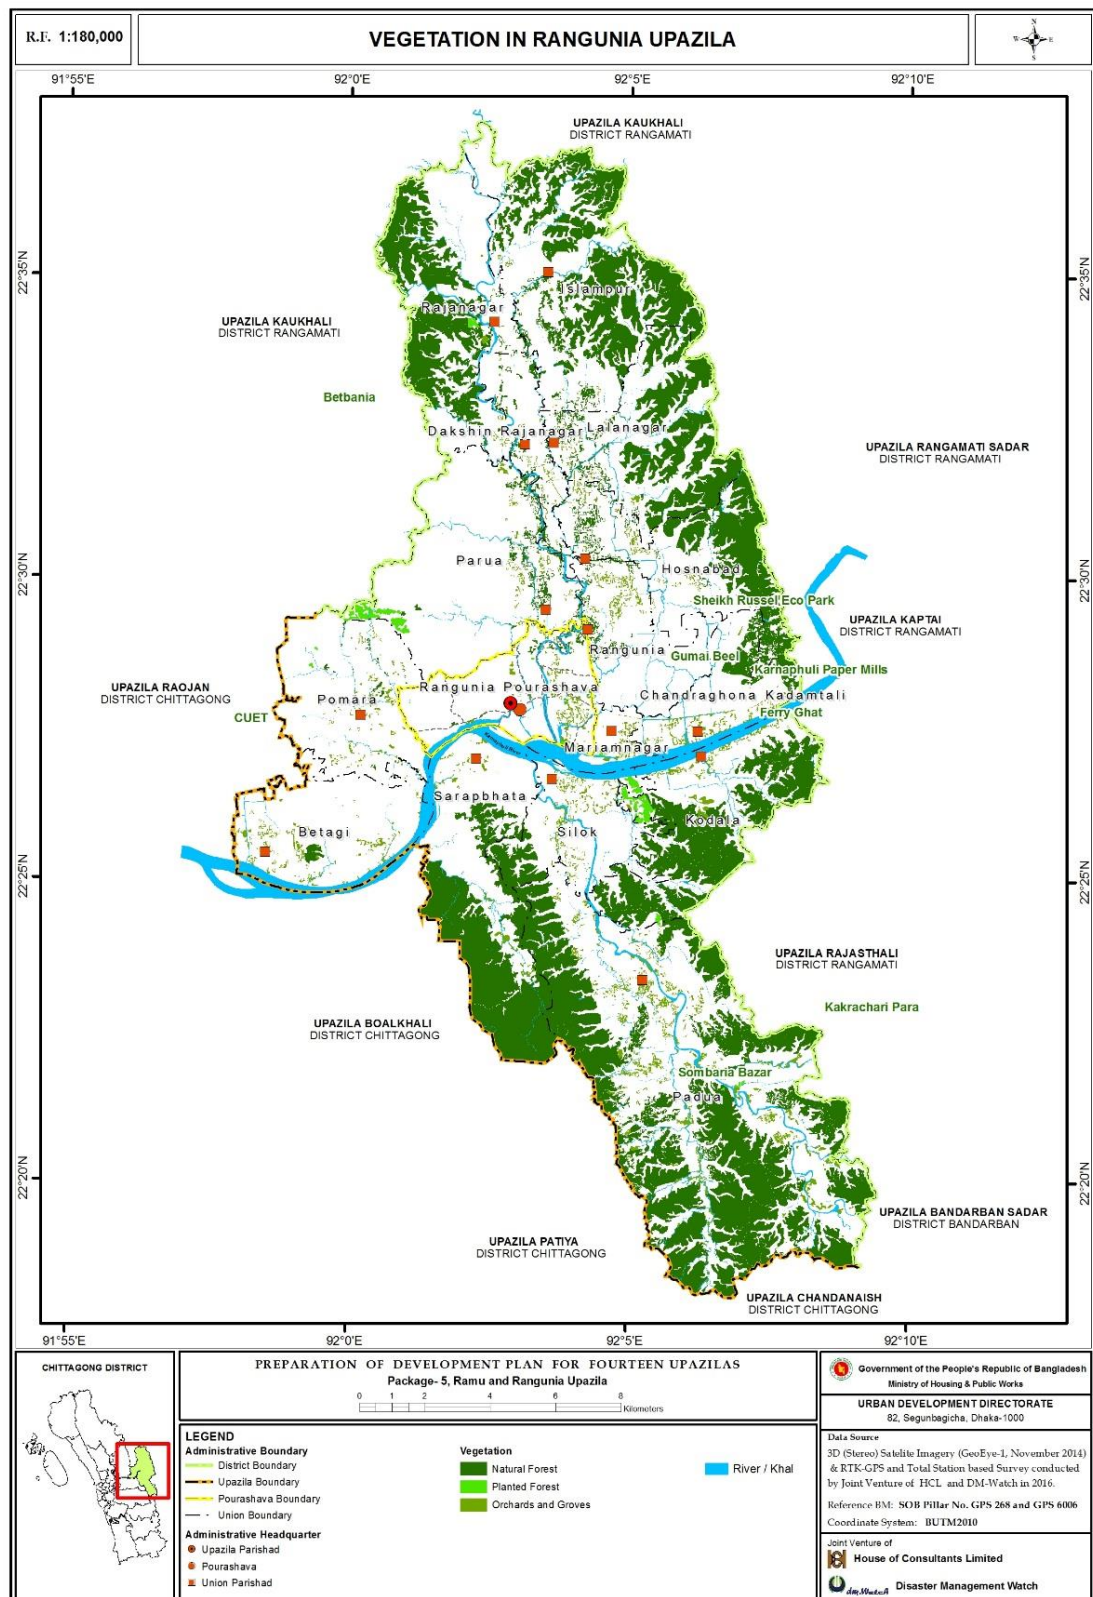 R.F. 1:180,000
VEGETATION IN RANGUNIA UPAZILA
N
W
E
S
91°55'E
92°0'E
92°5'E
92°10'E
UPAZILA KAUKHALI
DISTRICT RANGAMATI
22°35'N
22°35'N
Islampur
Rajanagar
UPAZILA KAUKHALI
DISTRICT RANGAMATI
Betbania
Dakshin Rajanagar
Lalanagar
UPAZILA RANGAMATI SADAR
DISTRICT RANGAMATI
Parua
Hosnabad
22°30'N
22°30'N
Sheikh Russel Eco Park
UPAZILA KAPTAI
DISTRICT RANGAMATI
Rangunia
Gumai Beel
Karnaphuli Paper Mills
UPAZILA RAOJAN
DISTRICT CHITTAGONG
Pomara
Rangunia Pourashava
Chandraghona Kadamtali
CUET
Ferry Ghat
Karnaphuli River
Mariamnagar
Sarapbhata
Betagi
Silok
Kodala
22°25'N
22°25'N
UPAZILA RAJASTHALI
DISTRICT RANGAMATI
Kakrachari Para
UPAZILA BOALKHALI
DISTRICT CHITTAGONG
Sombaria Bazar
Padua
22°20'N
22°20'N
UPAZILA BANDARBAN SADAR
DISTRICT BANDARBAN
UPAZILA PATIYA
DISTRICT CHITTAGONG
UPAZILA CHANDANAISH
DISTRICT CHITTAGONG
91°55'E
92°0'E
92°5'E
92°10'E
CHITTAGONG DISTRICT
PREPARATION OF DEVELOPMENT PLAN FOR FOURTEEN UPAZILAS
Package- 5, Ramu and Rangunia Upazila
0 1 2 4 6 8
Kilometers
LEGEND
Administrative Boundary
District Boundary
Upazila Boundary
Pourashava Boundary
Union Boundary
Administrative Headquarter
Upazila Parishad
Pourashava
Union Parishad
Vegetation
Natural Forest
Planted Forest
Orchards and Groves
River / Khal
Government of the People's Republic of Bangladesh
Ministry of Housing & Public Works
URBAN DEVELOPMENT DIRECTORATE
82, Segunbagicha, Dhaka-1000
Data Source
3D (Stereo) Satelite Imagery (GeoEye-1, November 2014)
& RTK-GPS and Total Station based Survey conducted
by Joint Venture of HCL and DM-Watch in 2016.
Reference BM: SOB Pillar No. GPS 268 and GPS 6006
Coordinate System: BUTM2010
Joint Venture of
House of Consultants Limited
dm.WatcH Disaster Management Watch